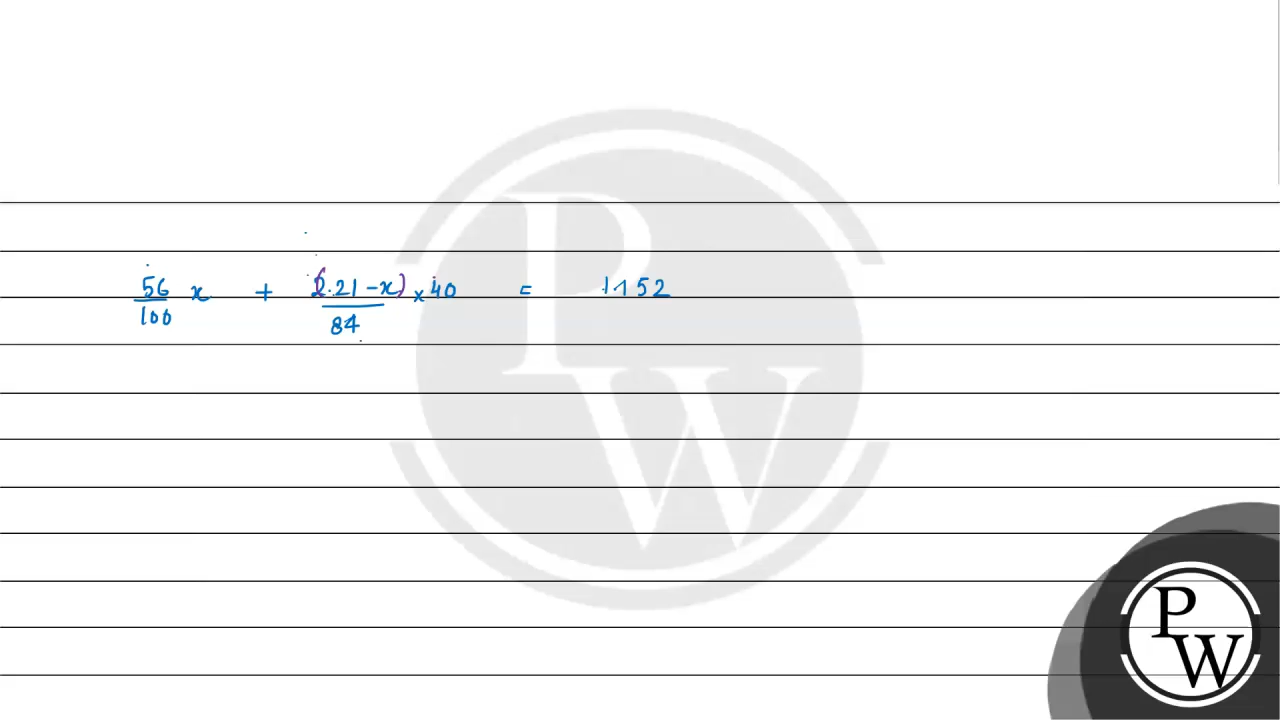 56/100 x + (2.21 - x)/84 × 40 = 1.152
P
W
P
W